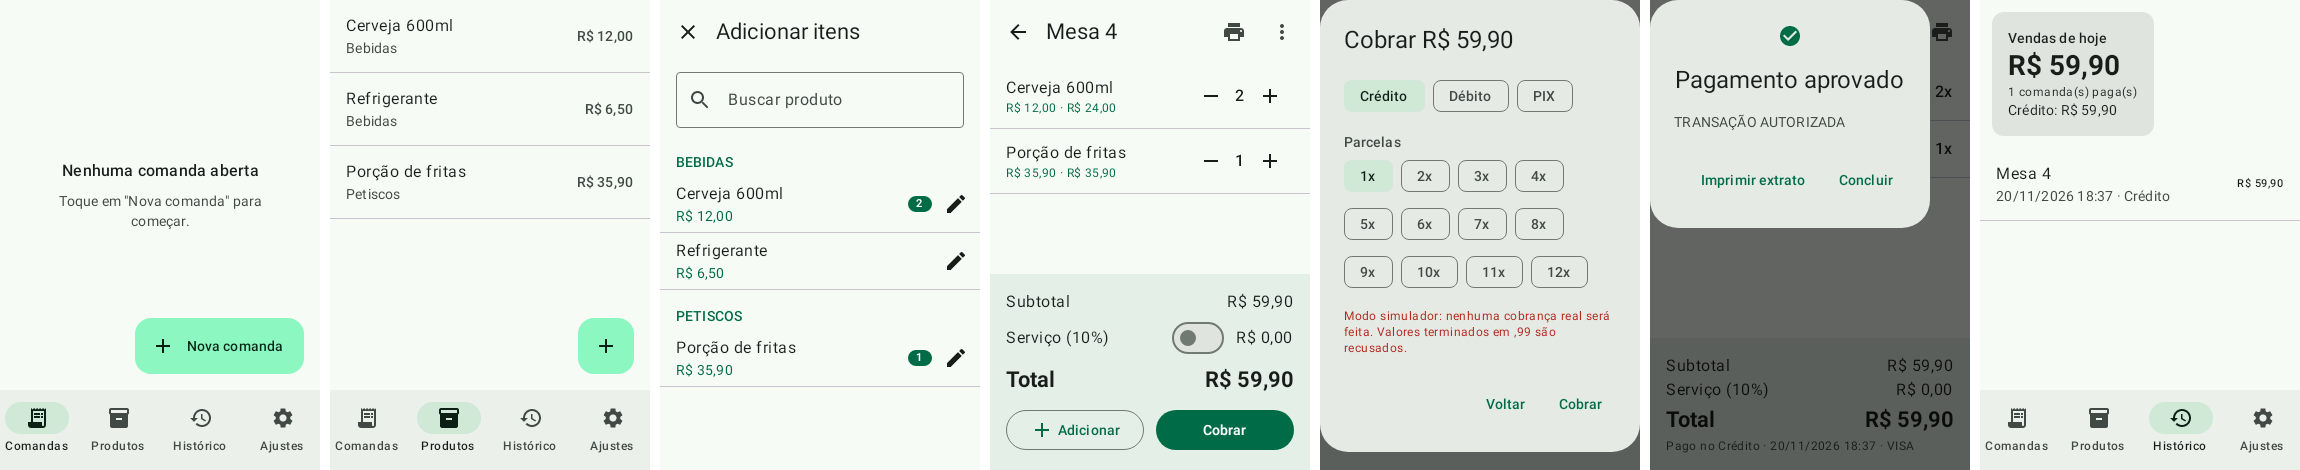 Nenhuma comanda aberta
Toque em "Nova comanda" para
começar.
Nova comanda
Comandas
Produtos
Histórico
Ajustes
Cerveja 600ml
Bebidas
R$ 12,00
Refrigerante
Bebidas
R$ 6,50
Porção de fritas
Petiscos
R$ 35,90
Comandas
Produtos
Histórico
Ajustes
Adicionar itens
Buscar produto
BEBIDAS
Cerveja 600ml
R$ 12,00
2
Refrigerante
R$ 6,50
PETISCOS
Porção de fritas
R$ 35,90
1
Mesa 4
Cerveja 600ml
R$ 12,00 · R$ 24,00
2
Porção de fritas
R$ 35,90 · R$ 35,90
1
Subtotal
R$ 59,90
Serviço (10%)
R$ 0,00
Total
R$ 59,90
Adicionar
Cobrar
Cobrar R$ 59,90
Crédito
Débito
PIX
Parcelas
1x
2x
3x
4x
5x
6x
7x
8x
9x
10x
11x
12x
Modo simulador: nenhuma cobrança real será
feita. Valores terminados em ,99 são
recusados.
Voltar
Cobrar
Pagamento aprovado
TRANSAÇÃO AUTORIZADA
Imprimir extrato
Concluir
2x
1x
Subtotal
R$ 59,90
Serviço (10%)
R$ 0,00
Total
R$ 59,90
Pago no Crédito · 20/11/2026 18:37 · VISA
Vendas de hoje
R$ 59,90
1 comanda(s) paga(s)
Crédito: R$ 59,90
Mesa 4
20/11/2026 18:37 · Crédito
R$ 59,90
Comandas
Produtos
Histórico
Ajustes